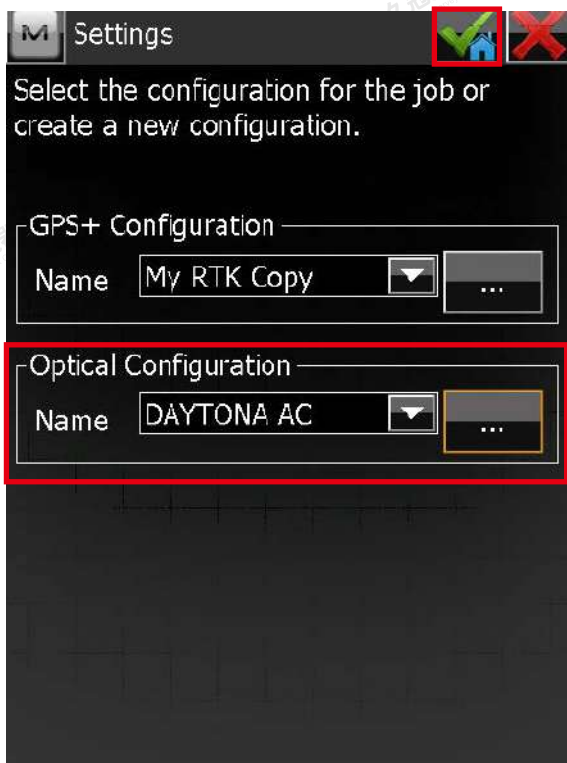 M Settings
Select the configuration for the job or
create a new configuration.
GPS+ Configuration
Name My RTK Copy ...
Optical Configuration
Name DAYTONA AC ...